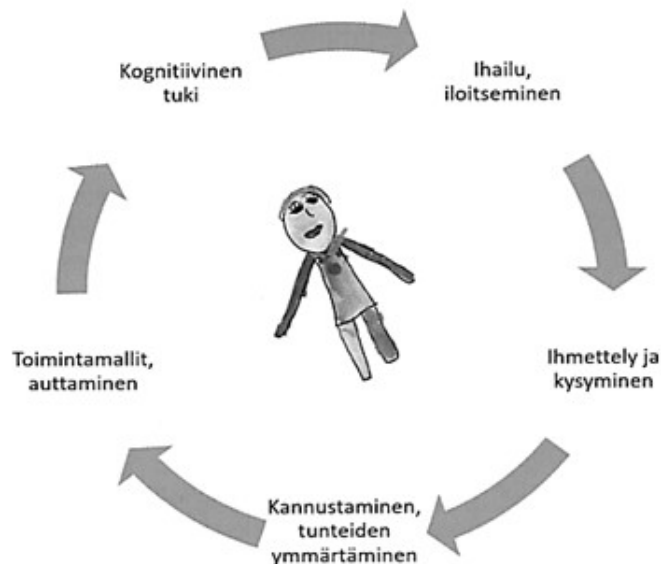 Kognitiivinen
tuki
Ihailu,
iloitseminen
Ihmettely ja
kysyminen
Kannustaminen,
tunteiden
ymmärtäminen
Toimintamallit,
auttaminen